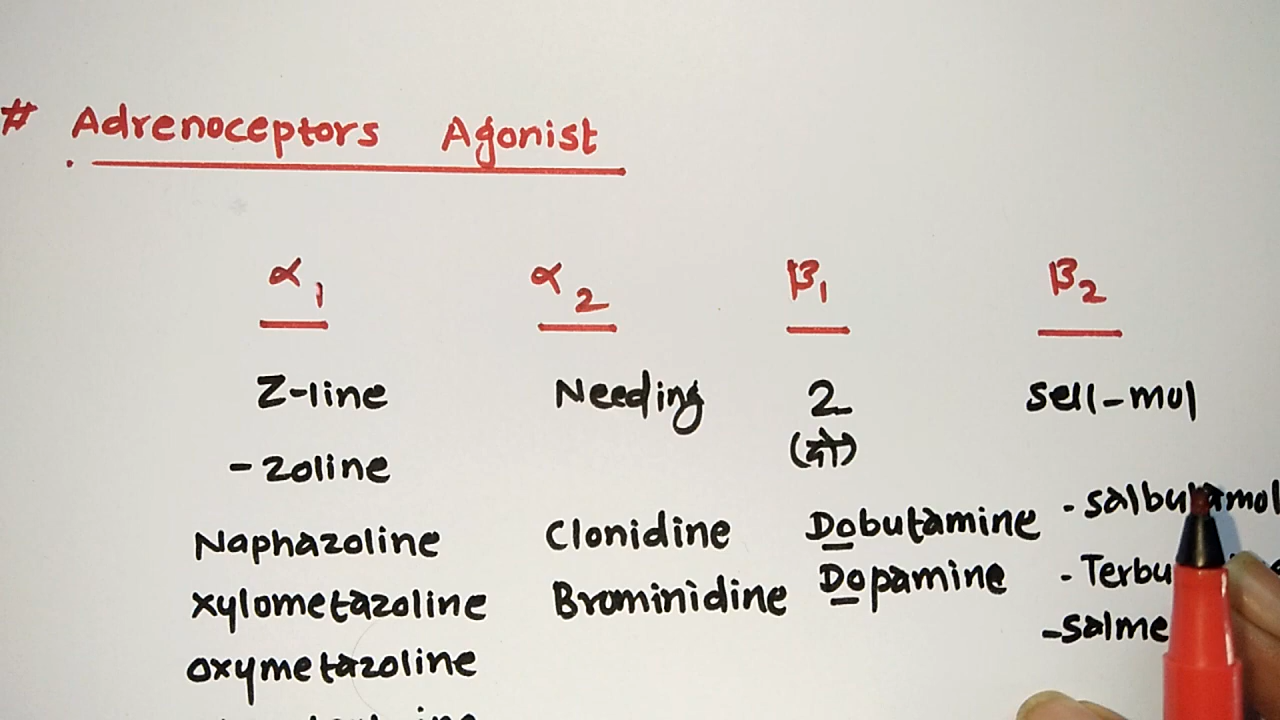 # Adrenoceptors Agonist
α1 α2 β1 β2
Z-line Needing 2 Sell-mol
(दो)
-Zoline
- Salbutamol
Naphazoline Clonidine Dobutamine
Xylometazoline Brominidine Dopamine
oxymetazoline